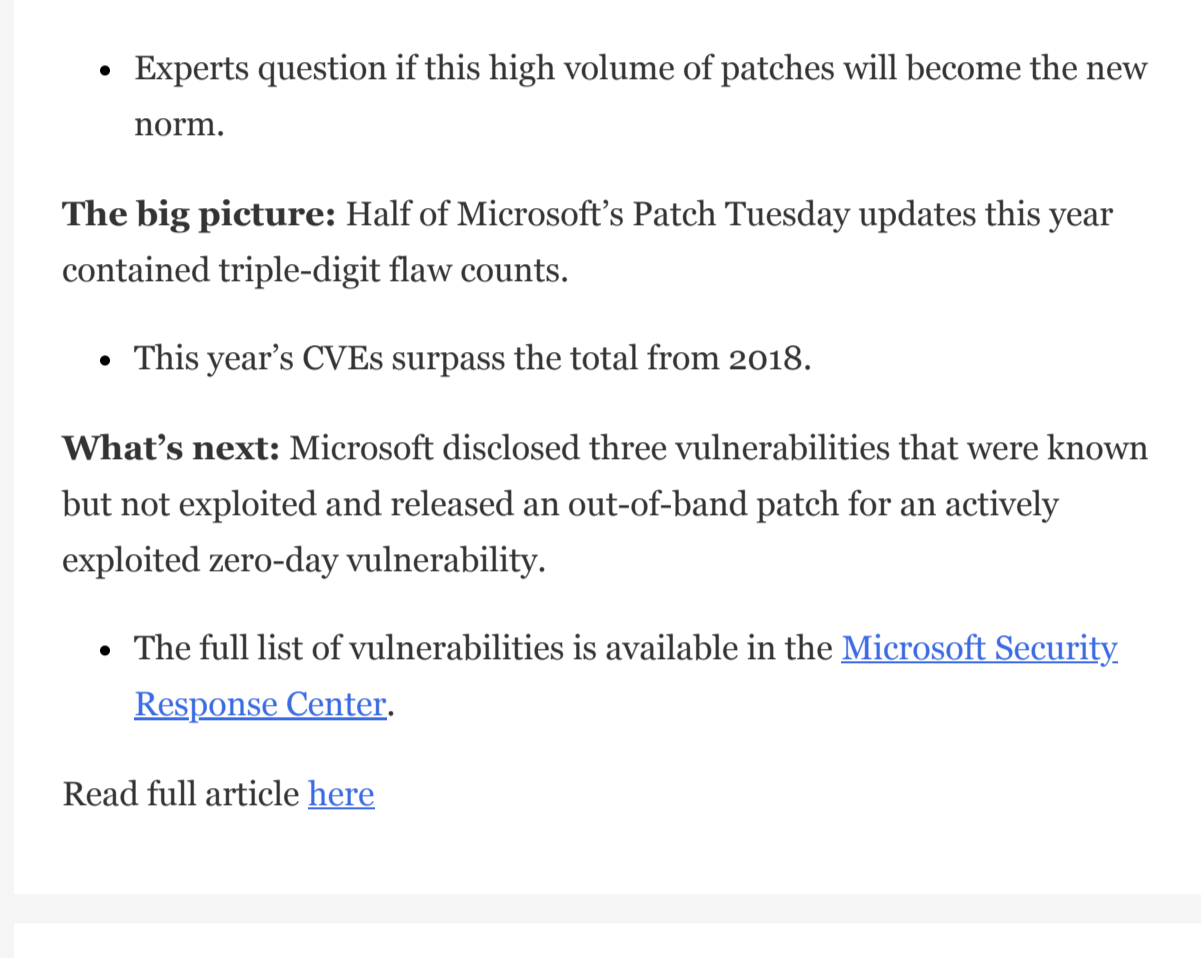 • Experts question if this high volume of patches will become the new
norm.
The big picture: Half of Microsoft’s Patch Tuesday updates this year
contained triple-digit flaw counts.
• This year’s CVEs surpass the total from 2018.
What’s next: Microsoft disclosed three vulnerabilities that were known
but not exploited and released an out-of-band patch for an actively
exploited zero-day vulnerability.
• The full list of vulnerabilities is available in the Microsoft Security
Response Center.
Read full article here